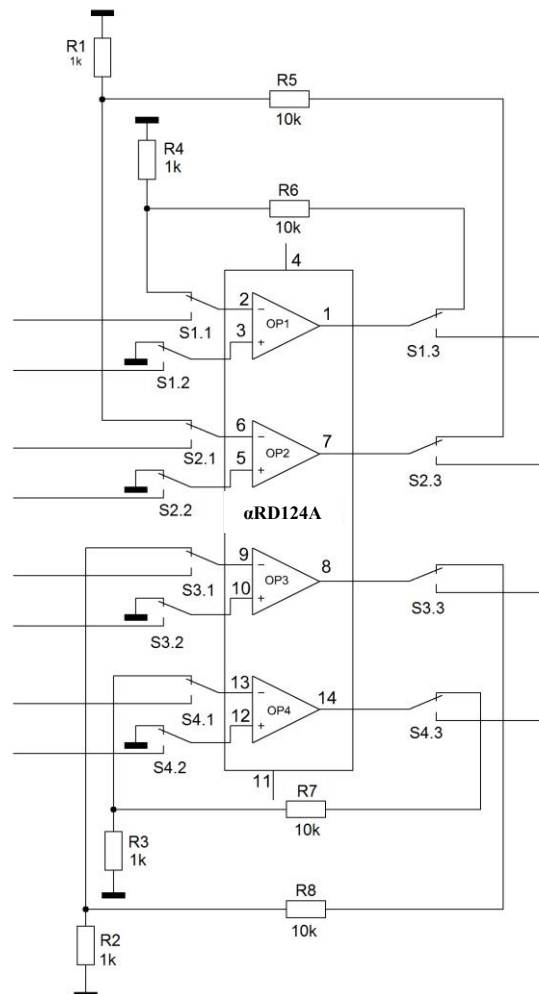 R1
1k
R5
10k
R4
1k
R6
10k
4
2
OP1
1
3
S1.1
S1.2
S1.3
6
OP2
7
5
S2.1
S2.2
S2.3
αRD124A
9
OP3
8
10
S3.1
S3.2
S3.3
13
OP4
14
12
S4.1
S4.2
S4.3
11
R7
10k
R3
1k
R8
10k
R2
1k